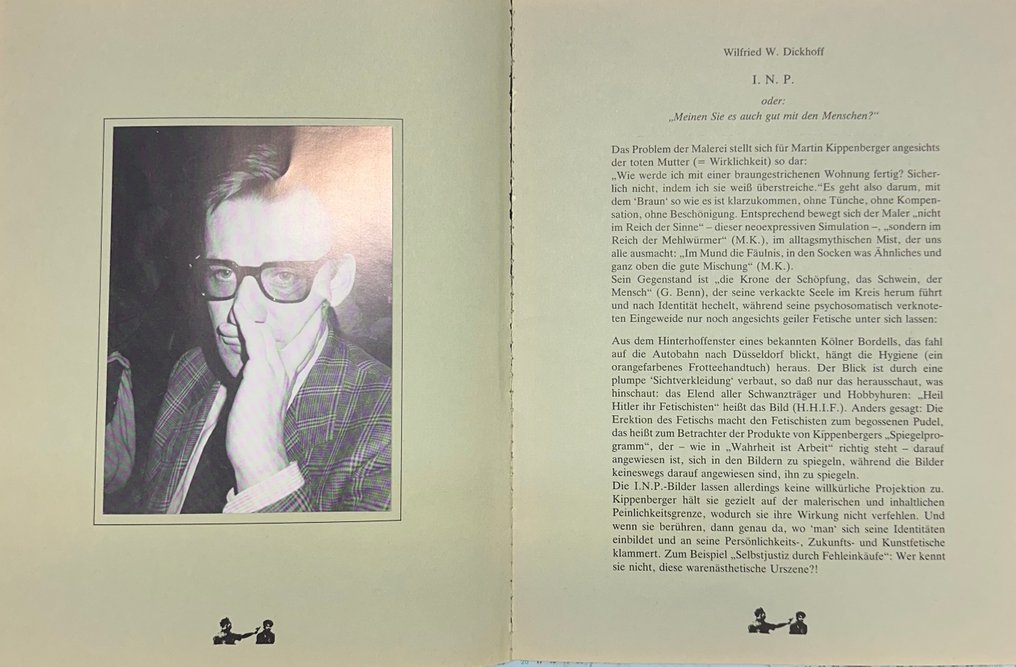 Wilfried W. Dickhoff
I. N. P.
oder:
„Meinen Sie es auch gut mit den Menschen?“
Das Problem der Malerei stellt sich für Martin Kippenberger angesichts
der toten Mutter (= Wirklichkeit) so dar:
„Wie werde ich mit einer braungestrichenen Wohnung fertig? Sicher-
lich nicht, indem ich sie weiß überstreiche.“Es geht also darum, mit
dem ‘Braun’ so wie es ist klarzukommen, ohne Tünche, ohne Kompen-
sation, ohne Beschönigung. Entsprechend bewegt sich der Maler „nicht
im Reich der Sinne“ – dieser neoexpressiven Simulation –, „sondern im
Reich der Mehlwürmer“ (M.K.), im alltagsmythischen Mist, der uns
alle ausmacht: „Im Mund die Fäulnis, in den Socken was Ähnliches und
ganz oben die gute Mischung“ (M.K.).
Sein Gegenstand ist „die Krone der Schöpfung, das Schwein, der
Mensch“ (G. Benn), der seine verkackte Seele im Kreis herum führt
und nach Identität hechelt, während seine psychosomatisch verknote-
ten Eingeweide nur noch angesichts geiler Fetische unter sich lassen:
Aus dem Hinterhoffenster eines bekannten Kölner Bordells, das fahl
auf die Autobahn nach Düsseldorf blickt, hängt die Hygiene (ein
orangefarbenes Frotteehandtuch) heraus. Der Blick ist durch eine
plumpe ‘Sichtverkleidung’ verbaut, so daß nur das herausschaut, was
hinschaut: das Elend aller Schwanzträger und Hobbyhuren: „Heil
Hitler ihr Fetischisten“ heißt das Bild (H.H.I.F.). Anders gesagt: Die
Erektion des Fetischs macht den Fetischisten zum begossenen Pudel,
das heißt zum Betrachter der Produkte von Kippenbergers „Spiegelpro-
gramm“, der – wie in „Wahrheit ist Arbeit“ richtig steht – darauf
angewiesen ist, sich in den Bildern zu spiegeln, während die Bilder
keineswegs darauf angewiesen sind, ihn zu spiegeln.
Die I.N.P.-Bilder lassen allerdings keine willkürliche Projektion zu.
Kippenberger hält sie gezielt auf der malerischen und inhaltlichen
Peinlichkeitsgrenze, wodurch sie ihre Wirkung nicht verfehlen. Und
wenn sie berühren, dann genau da, wo ‘man’ sich seine Identitäten
einbildet und an seine Persönlichkeits-, Zukunfts- und Kunstfetische
klammert. Zum Beispiel „Selbstjustiz durch Fehleinkäufe“: Wer kennt
sie nicht, diese warenästhetische Urszene?!